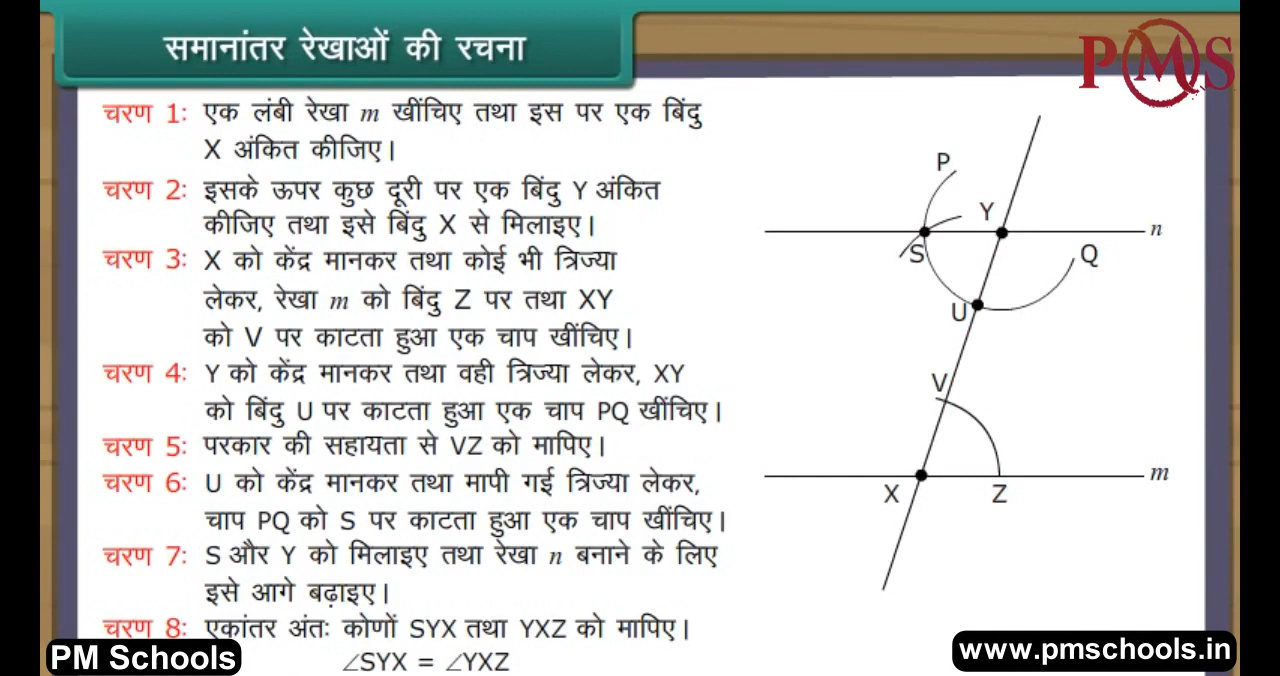 समानांतर रेखाओं की रचना
PMS
चरण 1: एक लंबी रेखा m खींचिए तथा इस पर एक बिंदु
X अंकित कीजिए।
चरण 2: इसके ऊपर कुछ दूरी पर एक बिंदु Y अंकित
कीजिए तथा इसे बिंदु X से मिलाइए।
चरण 3: X को केंद्र मानकर तथा कोई भी त्रिज्या
लेकर, रेखा m को बिंदु Z पर तथा XY
को V पर काटता हुआ एक चाप खींचिए।
चरण 4: Y को केंद्र मानकर तथा वही त्रिज्या लेकर, XY
को बिंदु U पर काटता हुआ एक चाप PQ खींचिए।
चरण 5: परकार की सहायता से VZ को मापिए।
चरण 6: U को केंद्र मानकर तथा मापी गई त्रिज्या लेकर,
चाप PQ को S पर काटता हुआ एक चाप खींचिए।
चरण 7: S और Y को मिलाइए तथा रेखा n बनाने के लिए
इसे आगे बढ़ाइए।
चरण 8: एकांतर अंतः कोणों SYX तथा YXZ को मापिए।
∠SYX = ∠YXZ
P
Y
n
S
Q
U
V
m
X
Z
PM Schools
www.pmschools.in